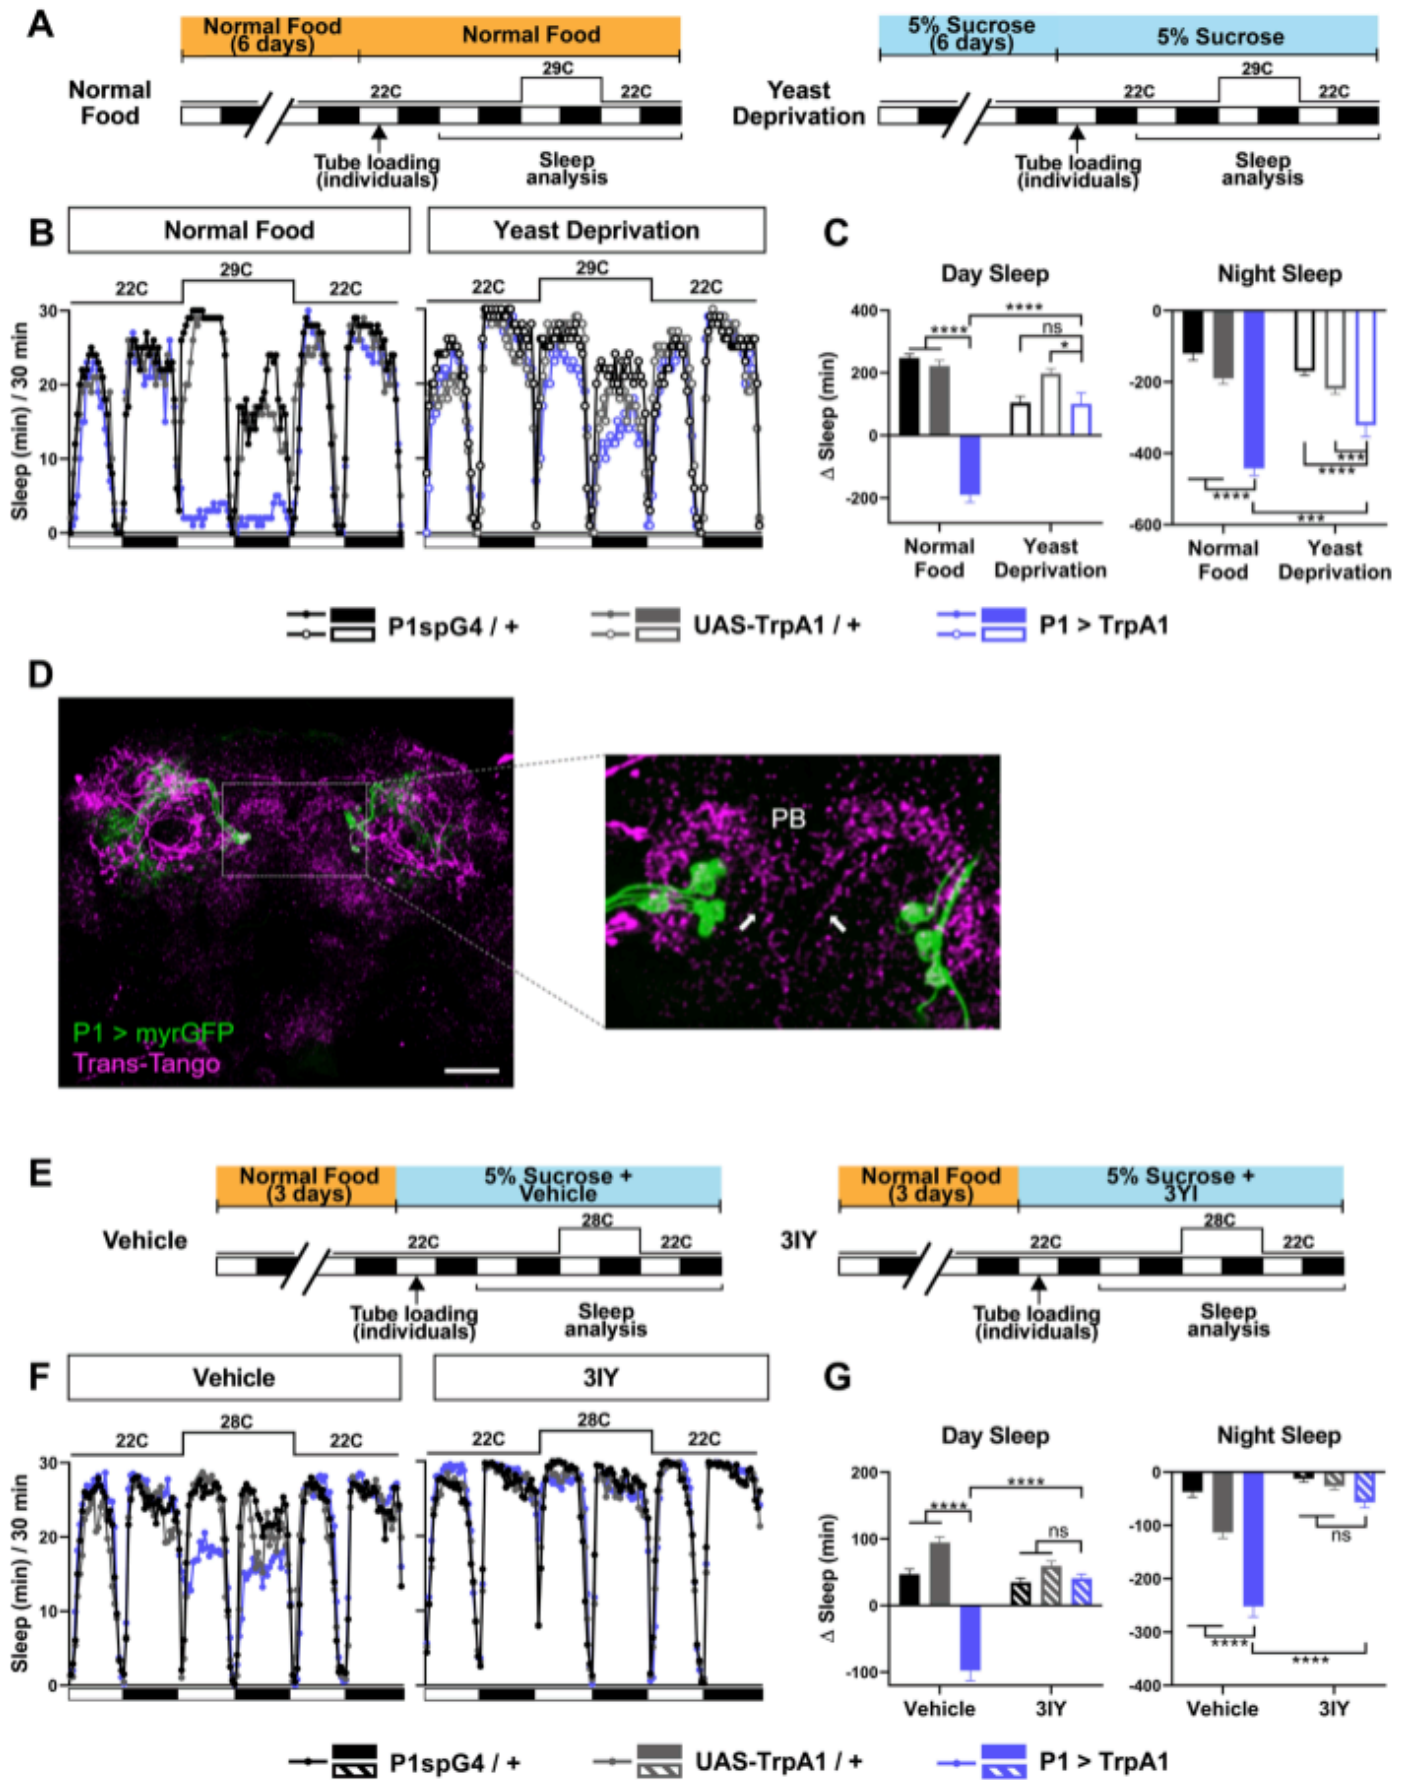 A
Normal Food
(6 days)
Normal Food
Normal
Food
22C
29C
22C
Tube loading
(individuals)
Sleep
analysis
5% Sucrose
(6 days)
5% Sucrose
Yeast
Deprivation
22C
29C
22C
Tube loading
(individuals)
Sleep
analysis
B
Normal Food
Yeast Deprivation
22C
29C
22C
22C
29C
22C
Sleep (min) / 30 min
30
20
10
0
C
Day Sleep
Night Sleep
Δ Sleep (min)
400
200
0
-200
****
****
ns
*
Normal
Food
Yeast
Deprivation
0
-200
-400
-600
****
***
****
***
Normal
Food
Yeast
Deprivation
P1spG4 / +
UAS-TrpA1 / +
P1 > TrpA1
D
P1 > myrGFP
Trans-Tango
PB
E
Normal Food
(3 days)
5% Sucrose +
Vehicle
Vehicle
22C
28C
22C
Tube loading
(individuals)
Sleep
analysis
Normal Food
(3 days)
5% Sucrose +
3YI
3IY
22C
28C
22C
Tube loading
(individuals)
Sleep
analysis
F
Vehicle
3IY
22C
28C
22C
22C
28C
22C
Sleep (min) / 30 min
30
20
10
0
G
Day Sleep
Night Sleep
Δ Sleep (min)
200
100
0
-100
****
****
ns
Vehicle
3IY
0
-100
-200
-300
-400
ns
****
****
Vehicle
3IY
P1spG4 / +
UAS-TrpA1 / +
P1 > TrpA1